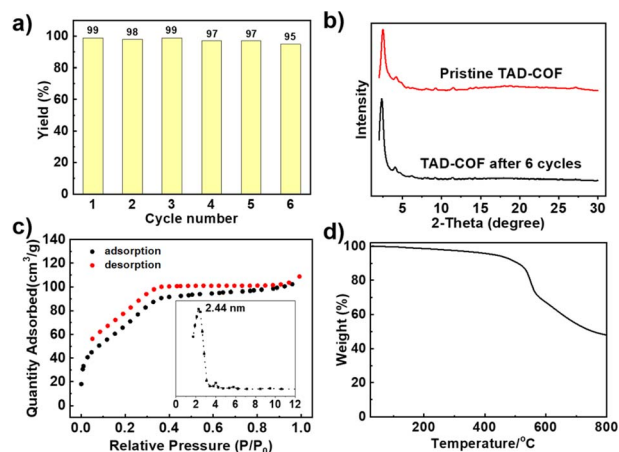 a)
99 98 99 97 97 95
100
80
60
40
20
0
Yield (%)
1 2 3 4 5 6
Cycle number
b)
Pristine TAD-COF
TAD-COF after 6 cycles
Intensity
5 10 15 20 25 30
2-Theta (degree)
c)
adsorption
desorption
140
120
100
80
60
40
20
0
Quantity Adsorbed(cm³/g)
2.44 nm
0 2 4 6 8 10 12
0.0 0.2 0.4 0.6 0.8 1.0
Relative Pressure (P/P₀)
d)
100
80
60
40
20
0
Weight (%)
200 400 600 800
Temperature/°C